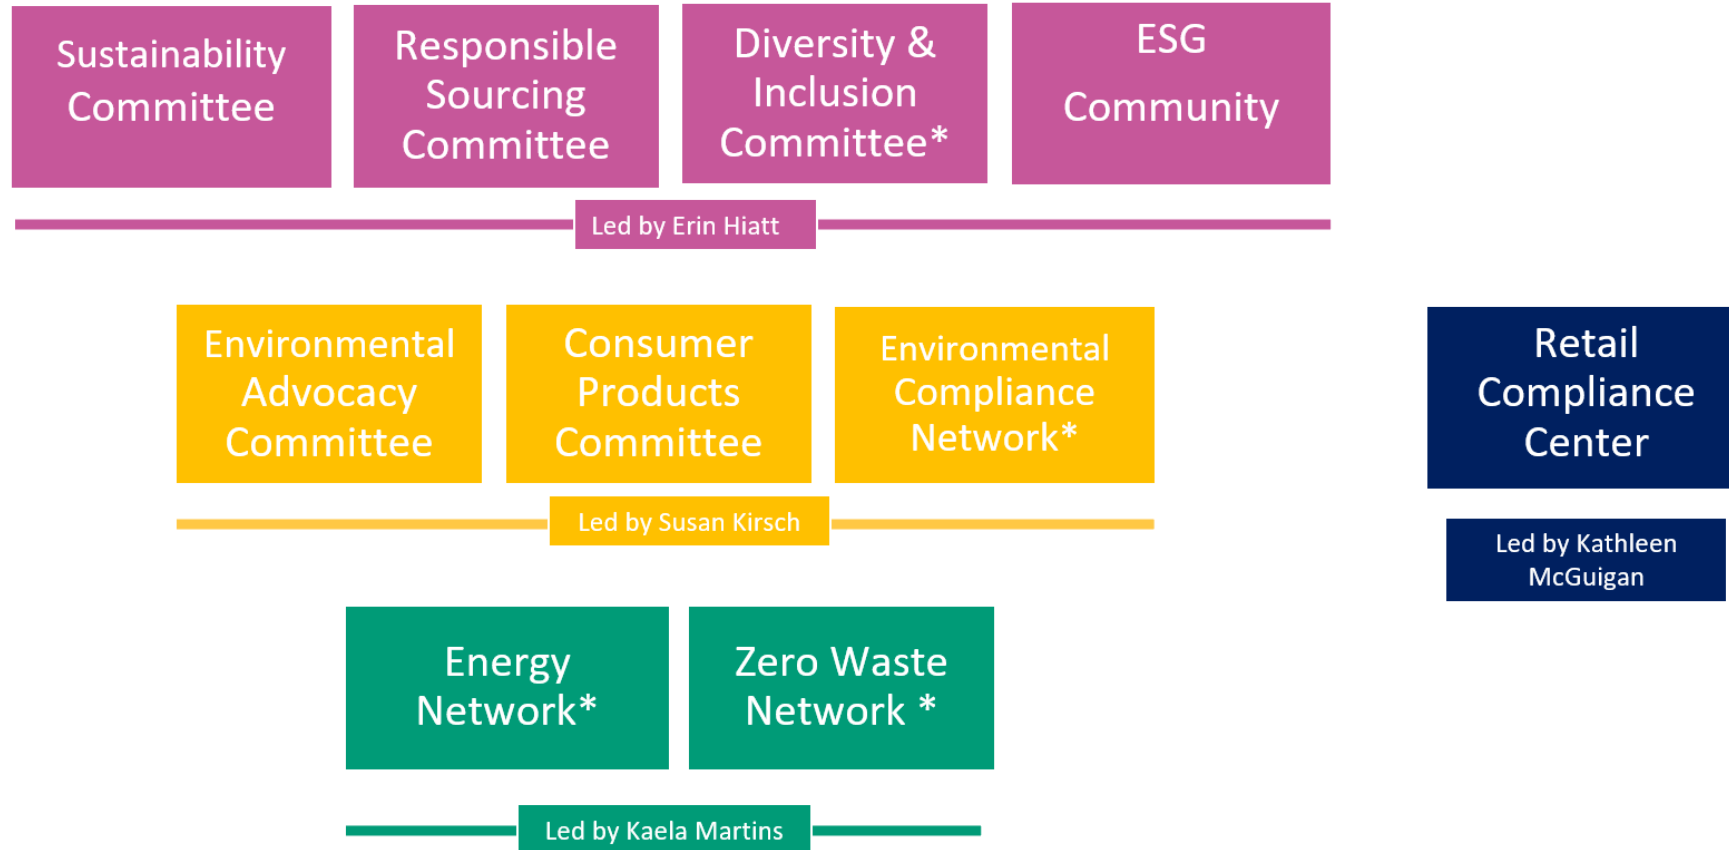 Sustainability
Committee
Responsible
Sourcing
Committee
Diversity &
Inclusion
Committee*
ESG
Community
Led by Erin Hiatt
Environmental
Advocacy
Committee
Consumer
Products
Committee
Environmental
Compliance
Network*
Led by Susan Kirsch
Retail
Compliance
Center
Led by Kathleen
McGuigan
Energy
Network*
Zero Waste
Network *
Led by Kaela Martins